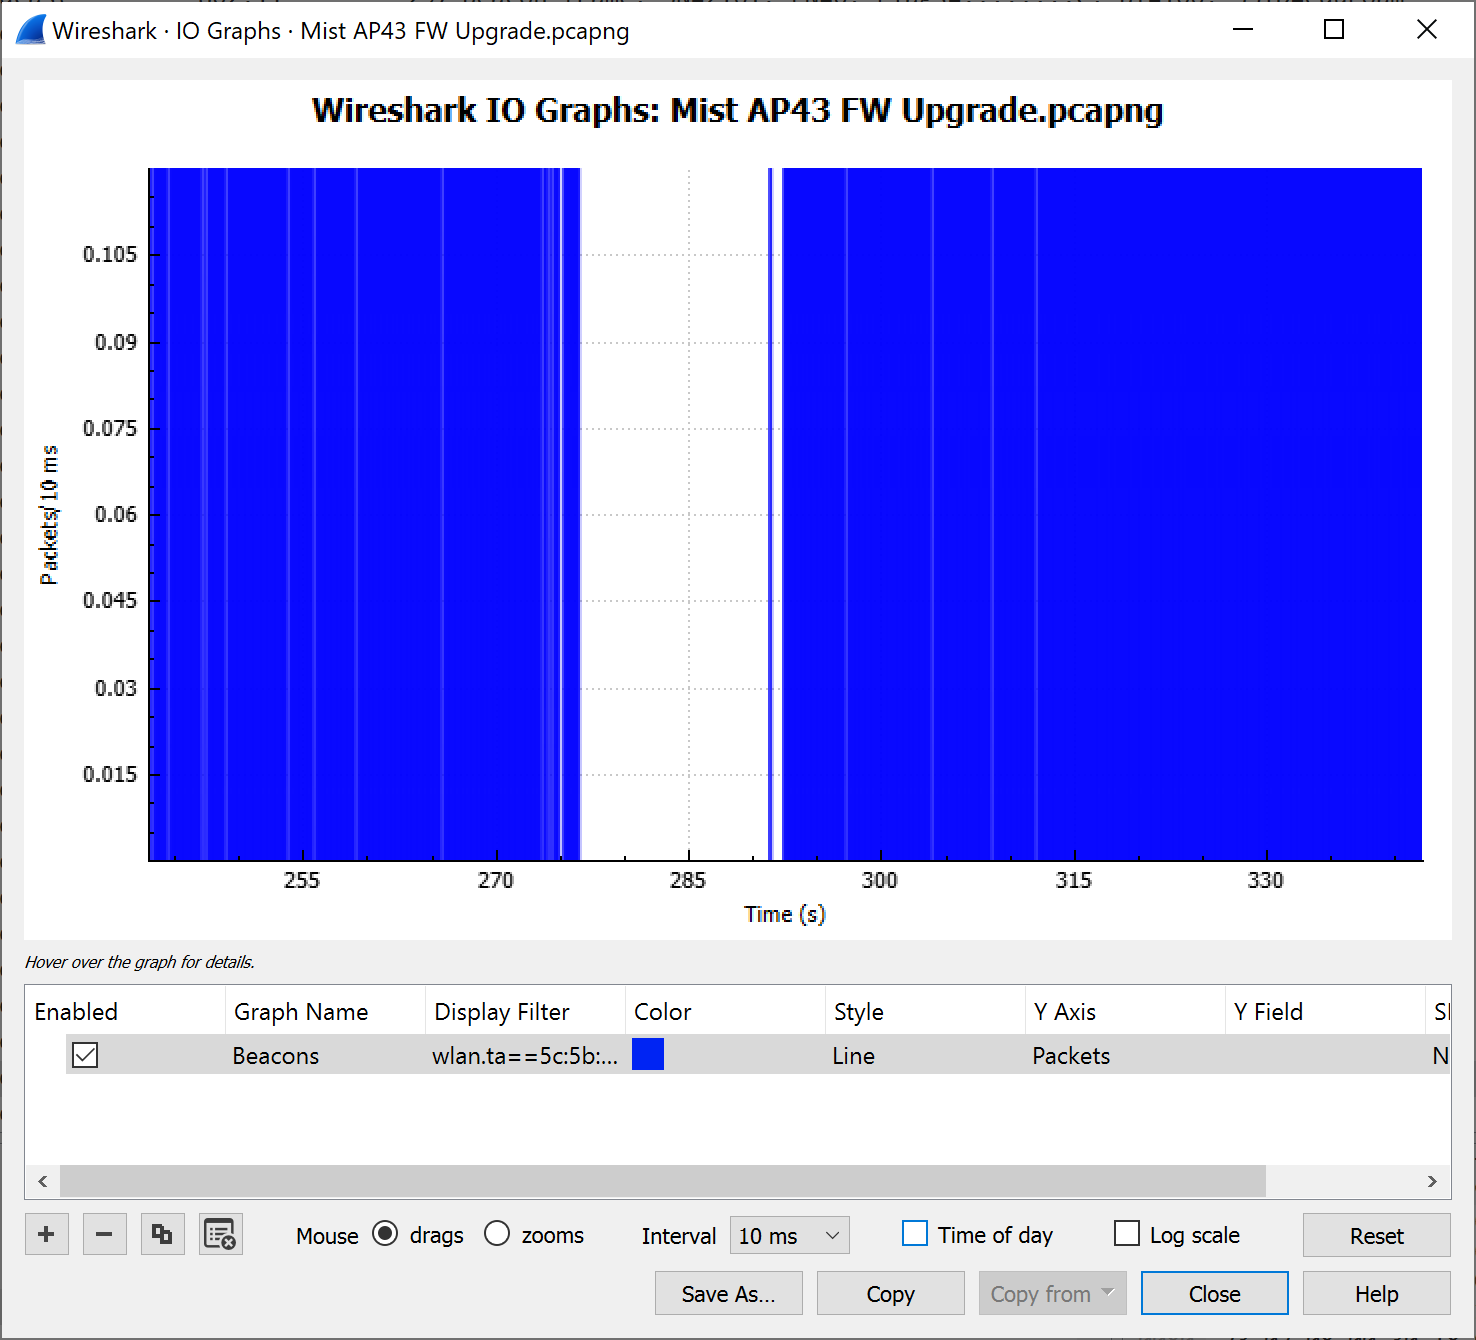 Wireshark · IO Graphs · Mist AP43 FW Upgrade.pcapng
Wireshark IO Graphs: Mist AP43 FW Upgrade.pcapng
Packets/10 ms
0.105
0.09
0.075
0.06
0.045
0.03
0.015
255 270 285 300 315 330
Time (s)
Hover over the graph for details.
Enabled Graph Name Display Filter Color Style Y Axis Y Field
Beacons wlan.ta==5c:5b:... Line Packets N
Mouse drags zooms Interval 10 ms Time of day Log scale Reset
Save As... Copy Copy from Close Help